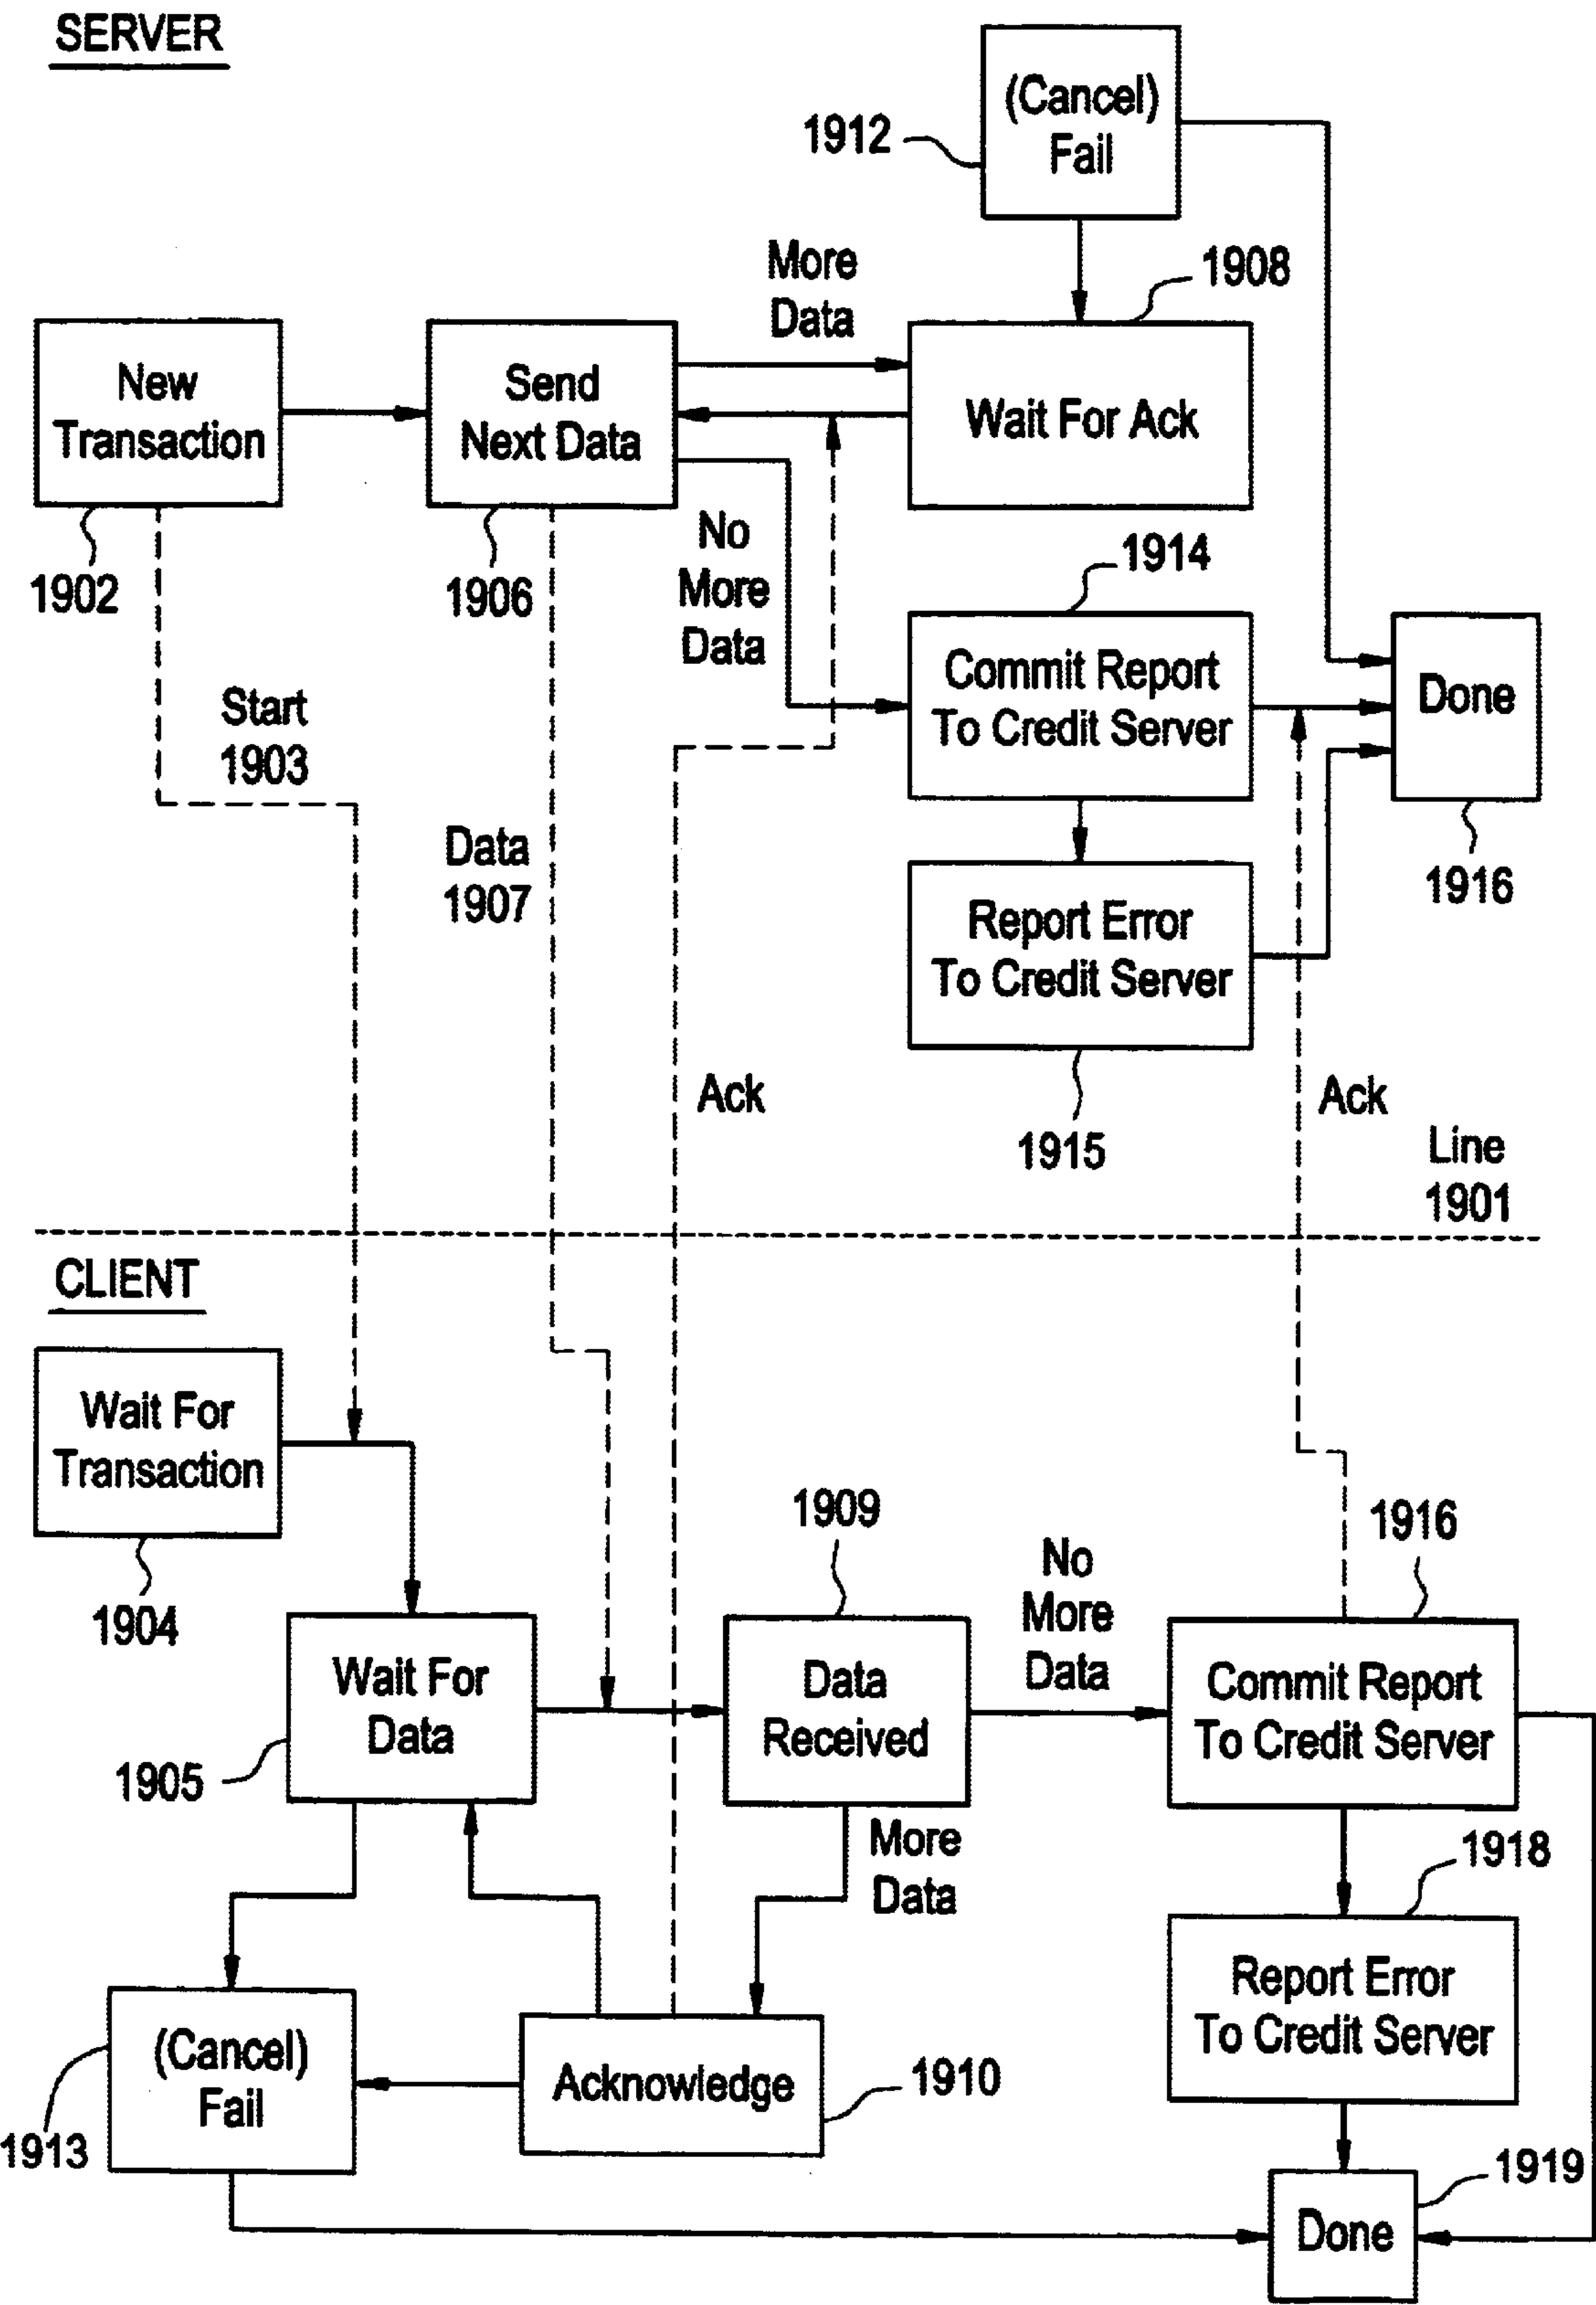 SERVER
(Cancel)
Fail
1912
1908
More
Data
New
Transaction
Send
Next Data
Wait For Ack
1902
1906
No
More
Data
1914
Commit Report
To Credit Server
Done
Start
1903
Data
1907
1916
Report Error
To Credit Server
Ack
Ack
1915
Line
1901
CLIENT
Wait For
Transaction
1904
1909
No
More
Data
1916
Wait For
Data
1905
Data
Received
Commit Report
To Credit Server
More
Data
1918
(Cancel)
Fail
1913
Acknowledge
1910
Report Error
To Credit Server
1919
Done